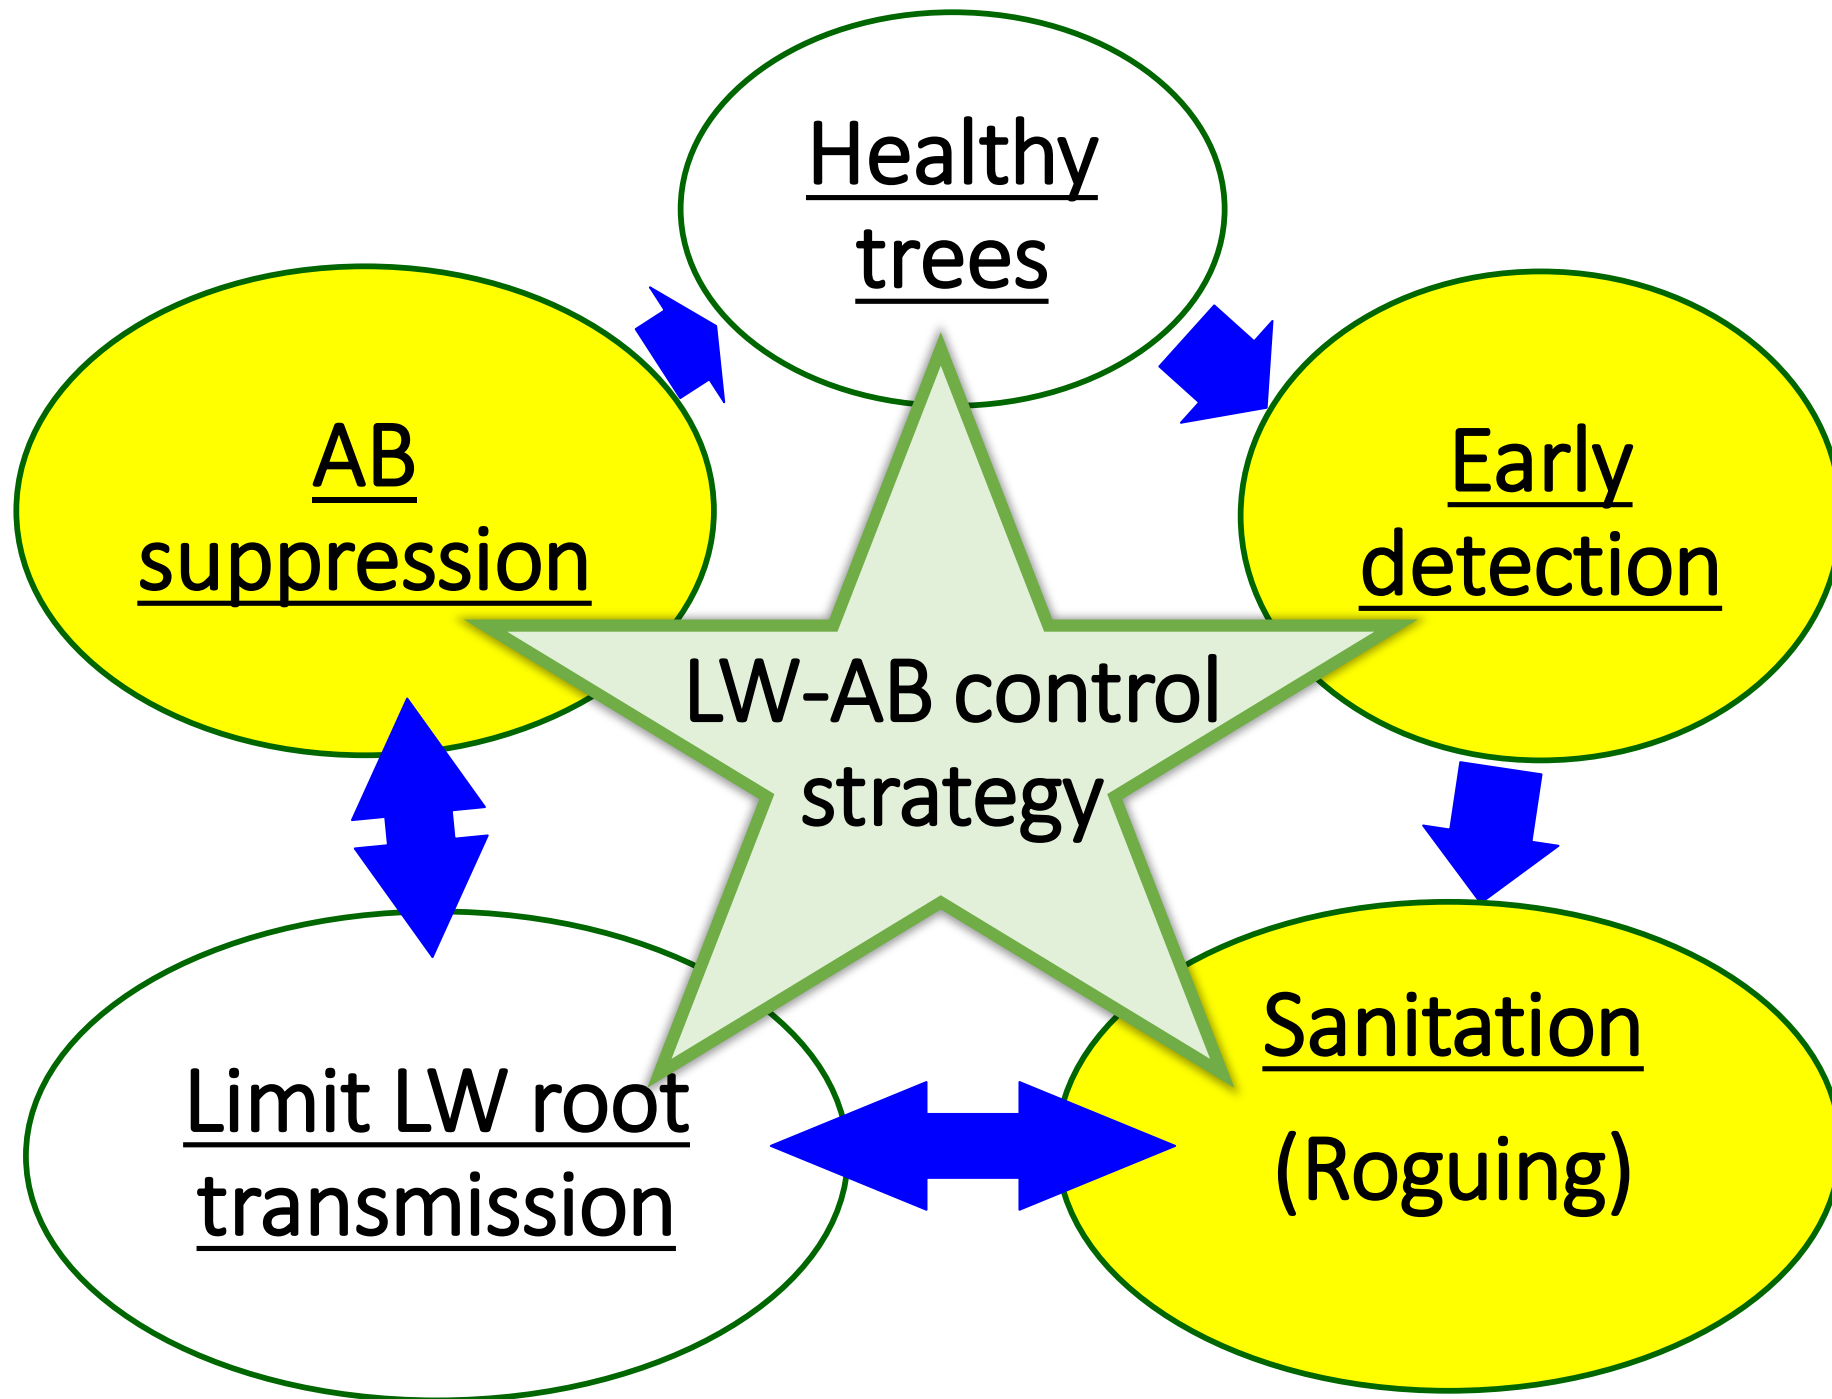 Healthy
trees
AB
suppression
Early
detection
LW-AB control
strategy
Limit LW root
transmission
Sanitation
(Roguing)